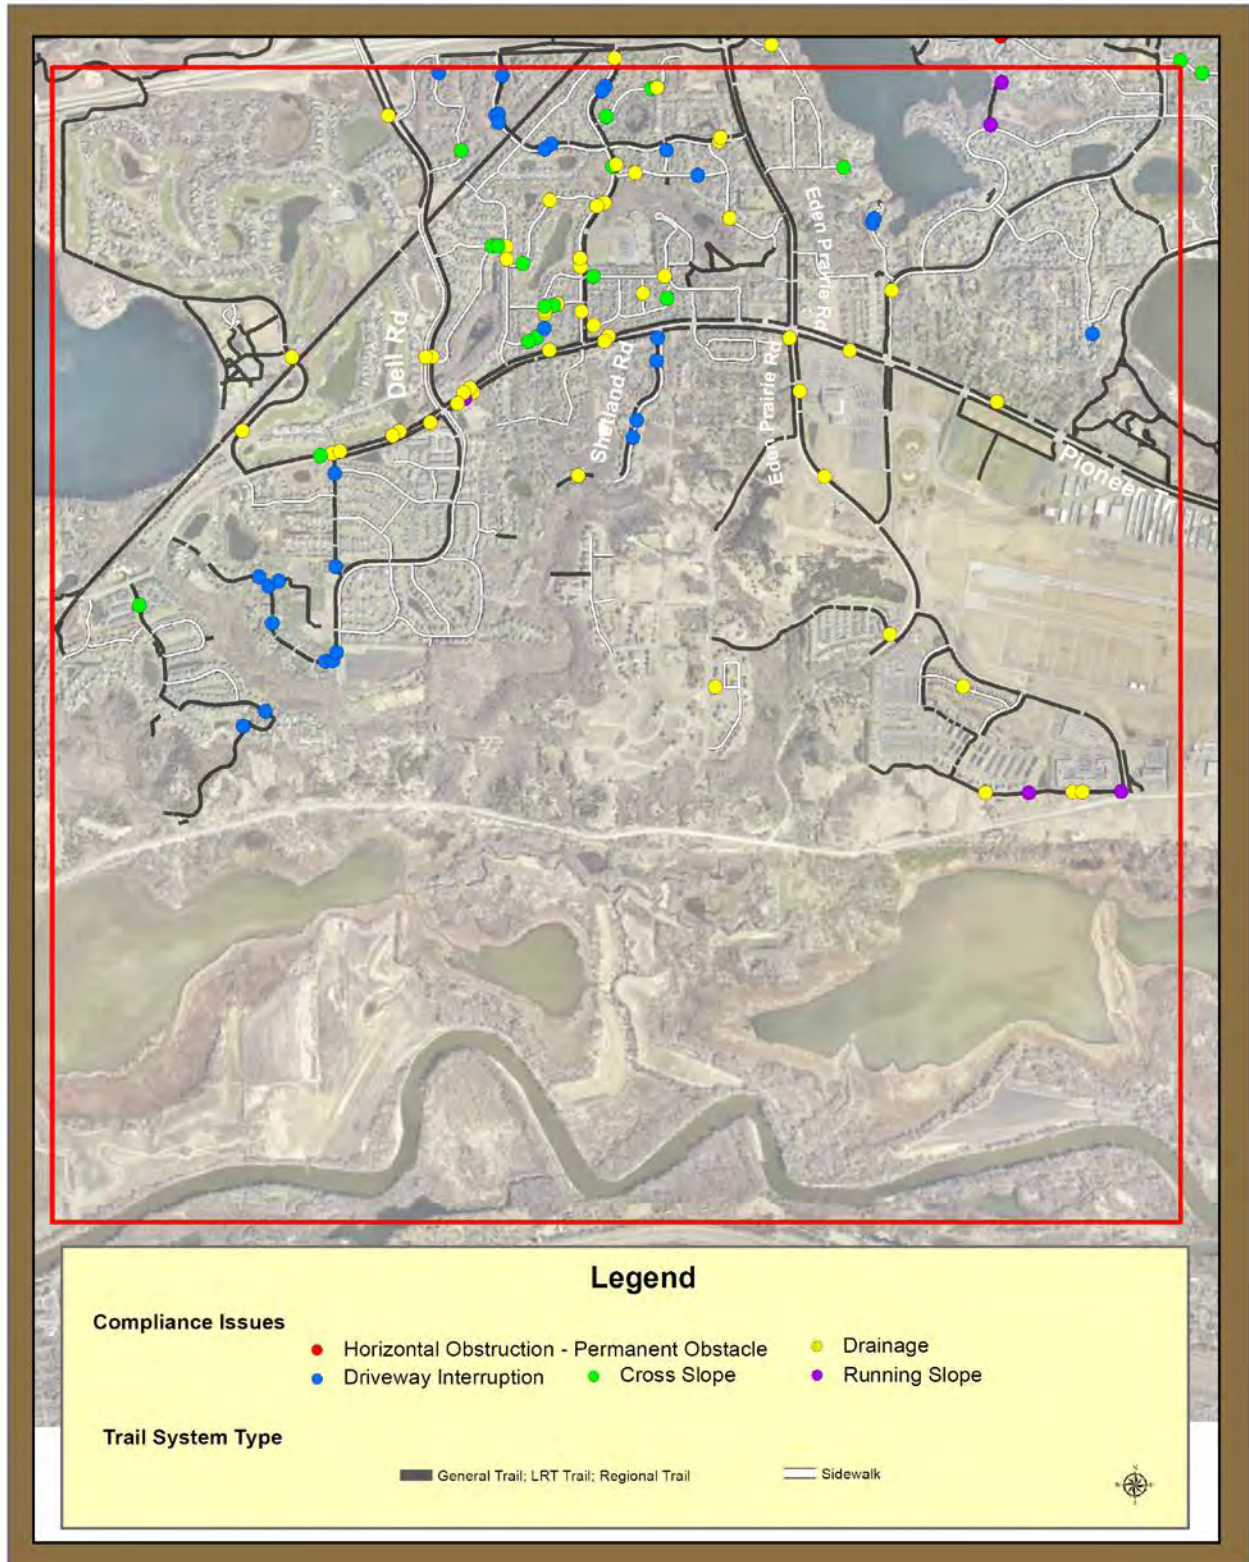 Eden Prairie Rd
Dell Rd
Shetland Rd
Eden Prairie Rd
Pioneer T
Legend
Compliance Issues
Horizontal Obstruction - Permanent Obstacle
Drainage
Driveway Interruption
Cross Slope
Running Slope
Trail System Type
General Trail; LRT Trail; Regional Trail
Sidewalk